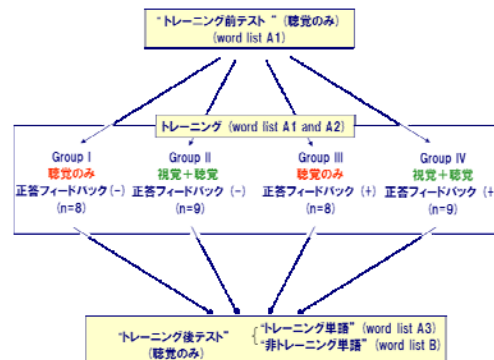 “トレーニング前テスト” (聴覚のみ)
(word list A1)
トレーニング (word list A1 and A2)
Group I
聴覚のみ
正答フィードバック (−)
(n=8)
Group II
視覚＋聴覚
正答フィードバック (−)
(n=9)
Group III
聴覚のみ
正答フィードバック (+)
(n=8)
Group IV
視覚＋聴覚
正答フィードバック (+
(n=9)
“トレーニング後テスト”
(聴覚のみ)
“トレーニング単語” (word list A3)
“非トレーニング単語” (word list B)